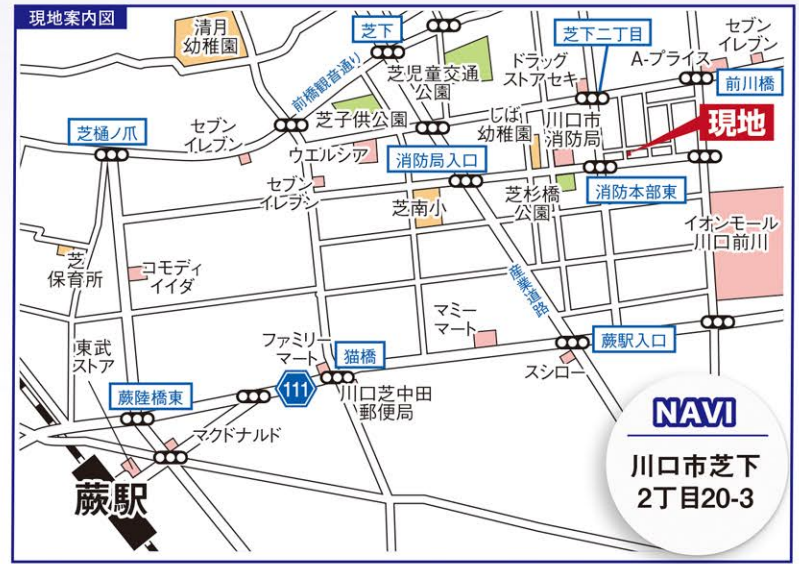 現地案内図
清月
幼稚園
芝下
芝下二丁目
セブン
イレブン
A-プライス
ドラッグ
ストアセキ
芝児童交通
公園
前橋観音通り
前川橋
芝樋ノ爪
セブン
イレブン
芝子供公園
しば
幼稚園
川口市
消防局
現地
ウエルシア
消防局入口
セブン
イレブン
芝南小
芝杉橋
公園
消防本部東
イオンモール
川口前川
芝
保育所
コモディ
イイダ
産業道路
マミー
マート
東武
ストア
ファミリー
マート
猫橋
蕨駅入口
スシロー
蕨陸橋東
111
川口芝中田
郵便局
マクドナルド
蕨駅
NAVI
川口市芝下
2丁目20-3